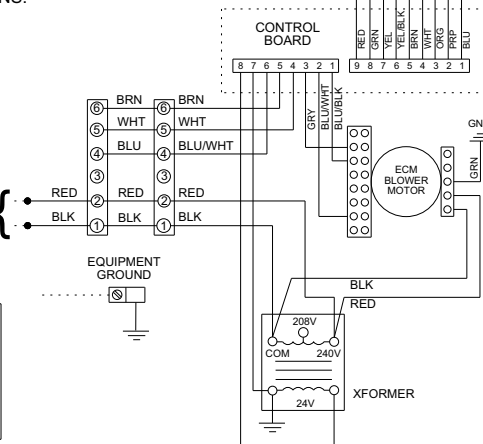 NS.
CONTROL
BOARD
8 7 6 5 4 3 2 1
9 8 7 6 5 4 3 2 1
RED
GRN
YEL
YEL/BLK
BRN
WHT
ORG
PRP
BLU
GRY
BLU/WHT
BLU/BLK
6 BRN 6 BRN
5 WHT 5 WHT
4 BLU 4 BLU/WHT
3 3
RED 2 RED 2 RED
BLK 1 BLK 1 BLK
ECM
BLOWER
MOTOR
GN
GRN
EQUIPMENT
GROUND
BLK
RED
208V
COM 240V
XFORMER
24V